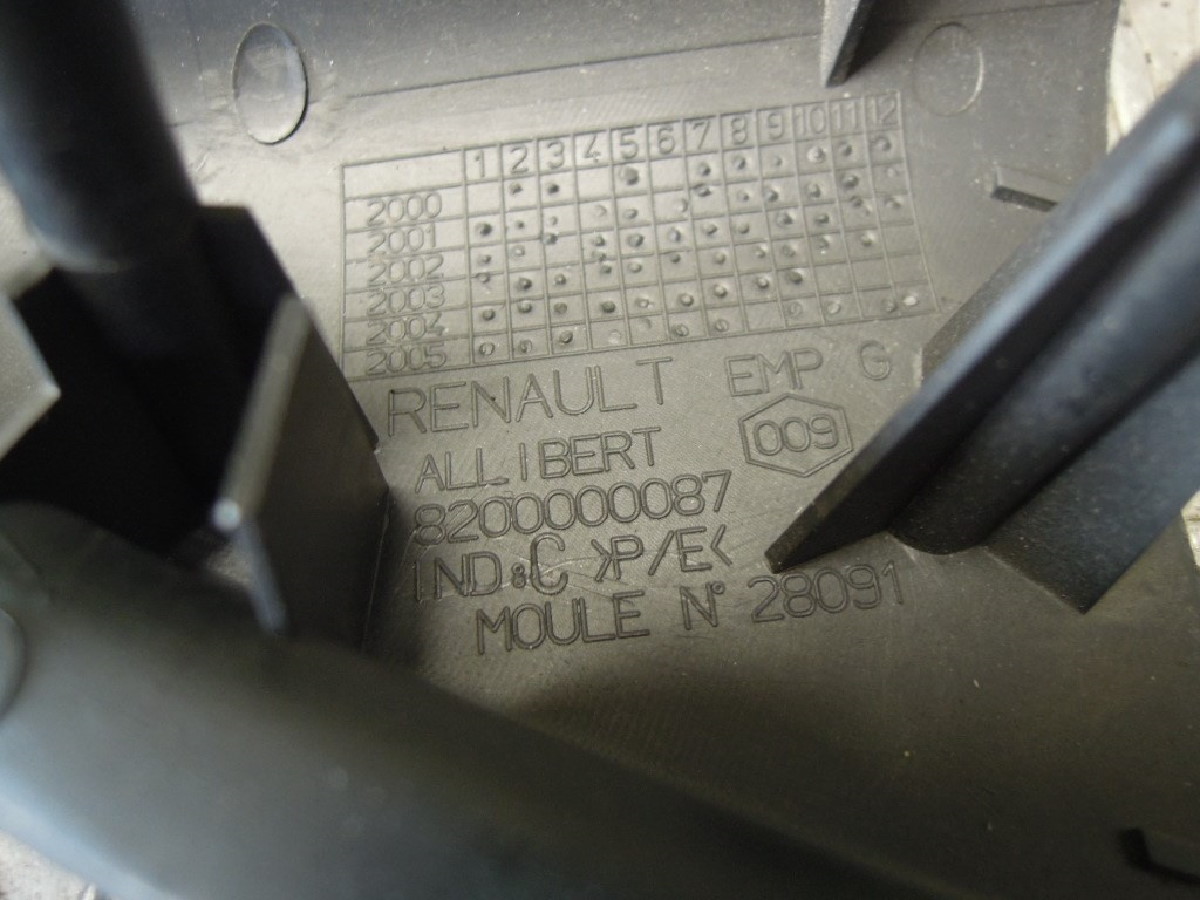 1 2 3 4 5 6 7 8 9 10 11 12
2000
2001
2002
2003
2004
2005
RENAULT EMP G
ALLIBERT 009
8200000087
IND:C >P/E<
MOULE N° 28091